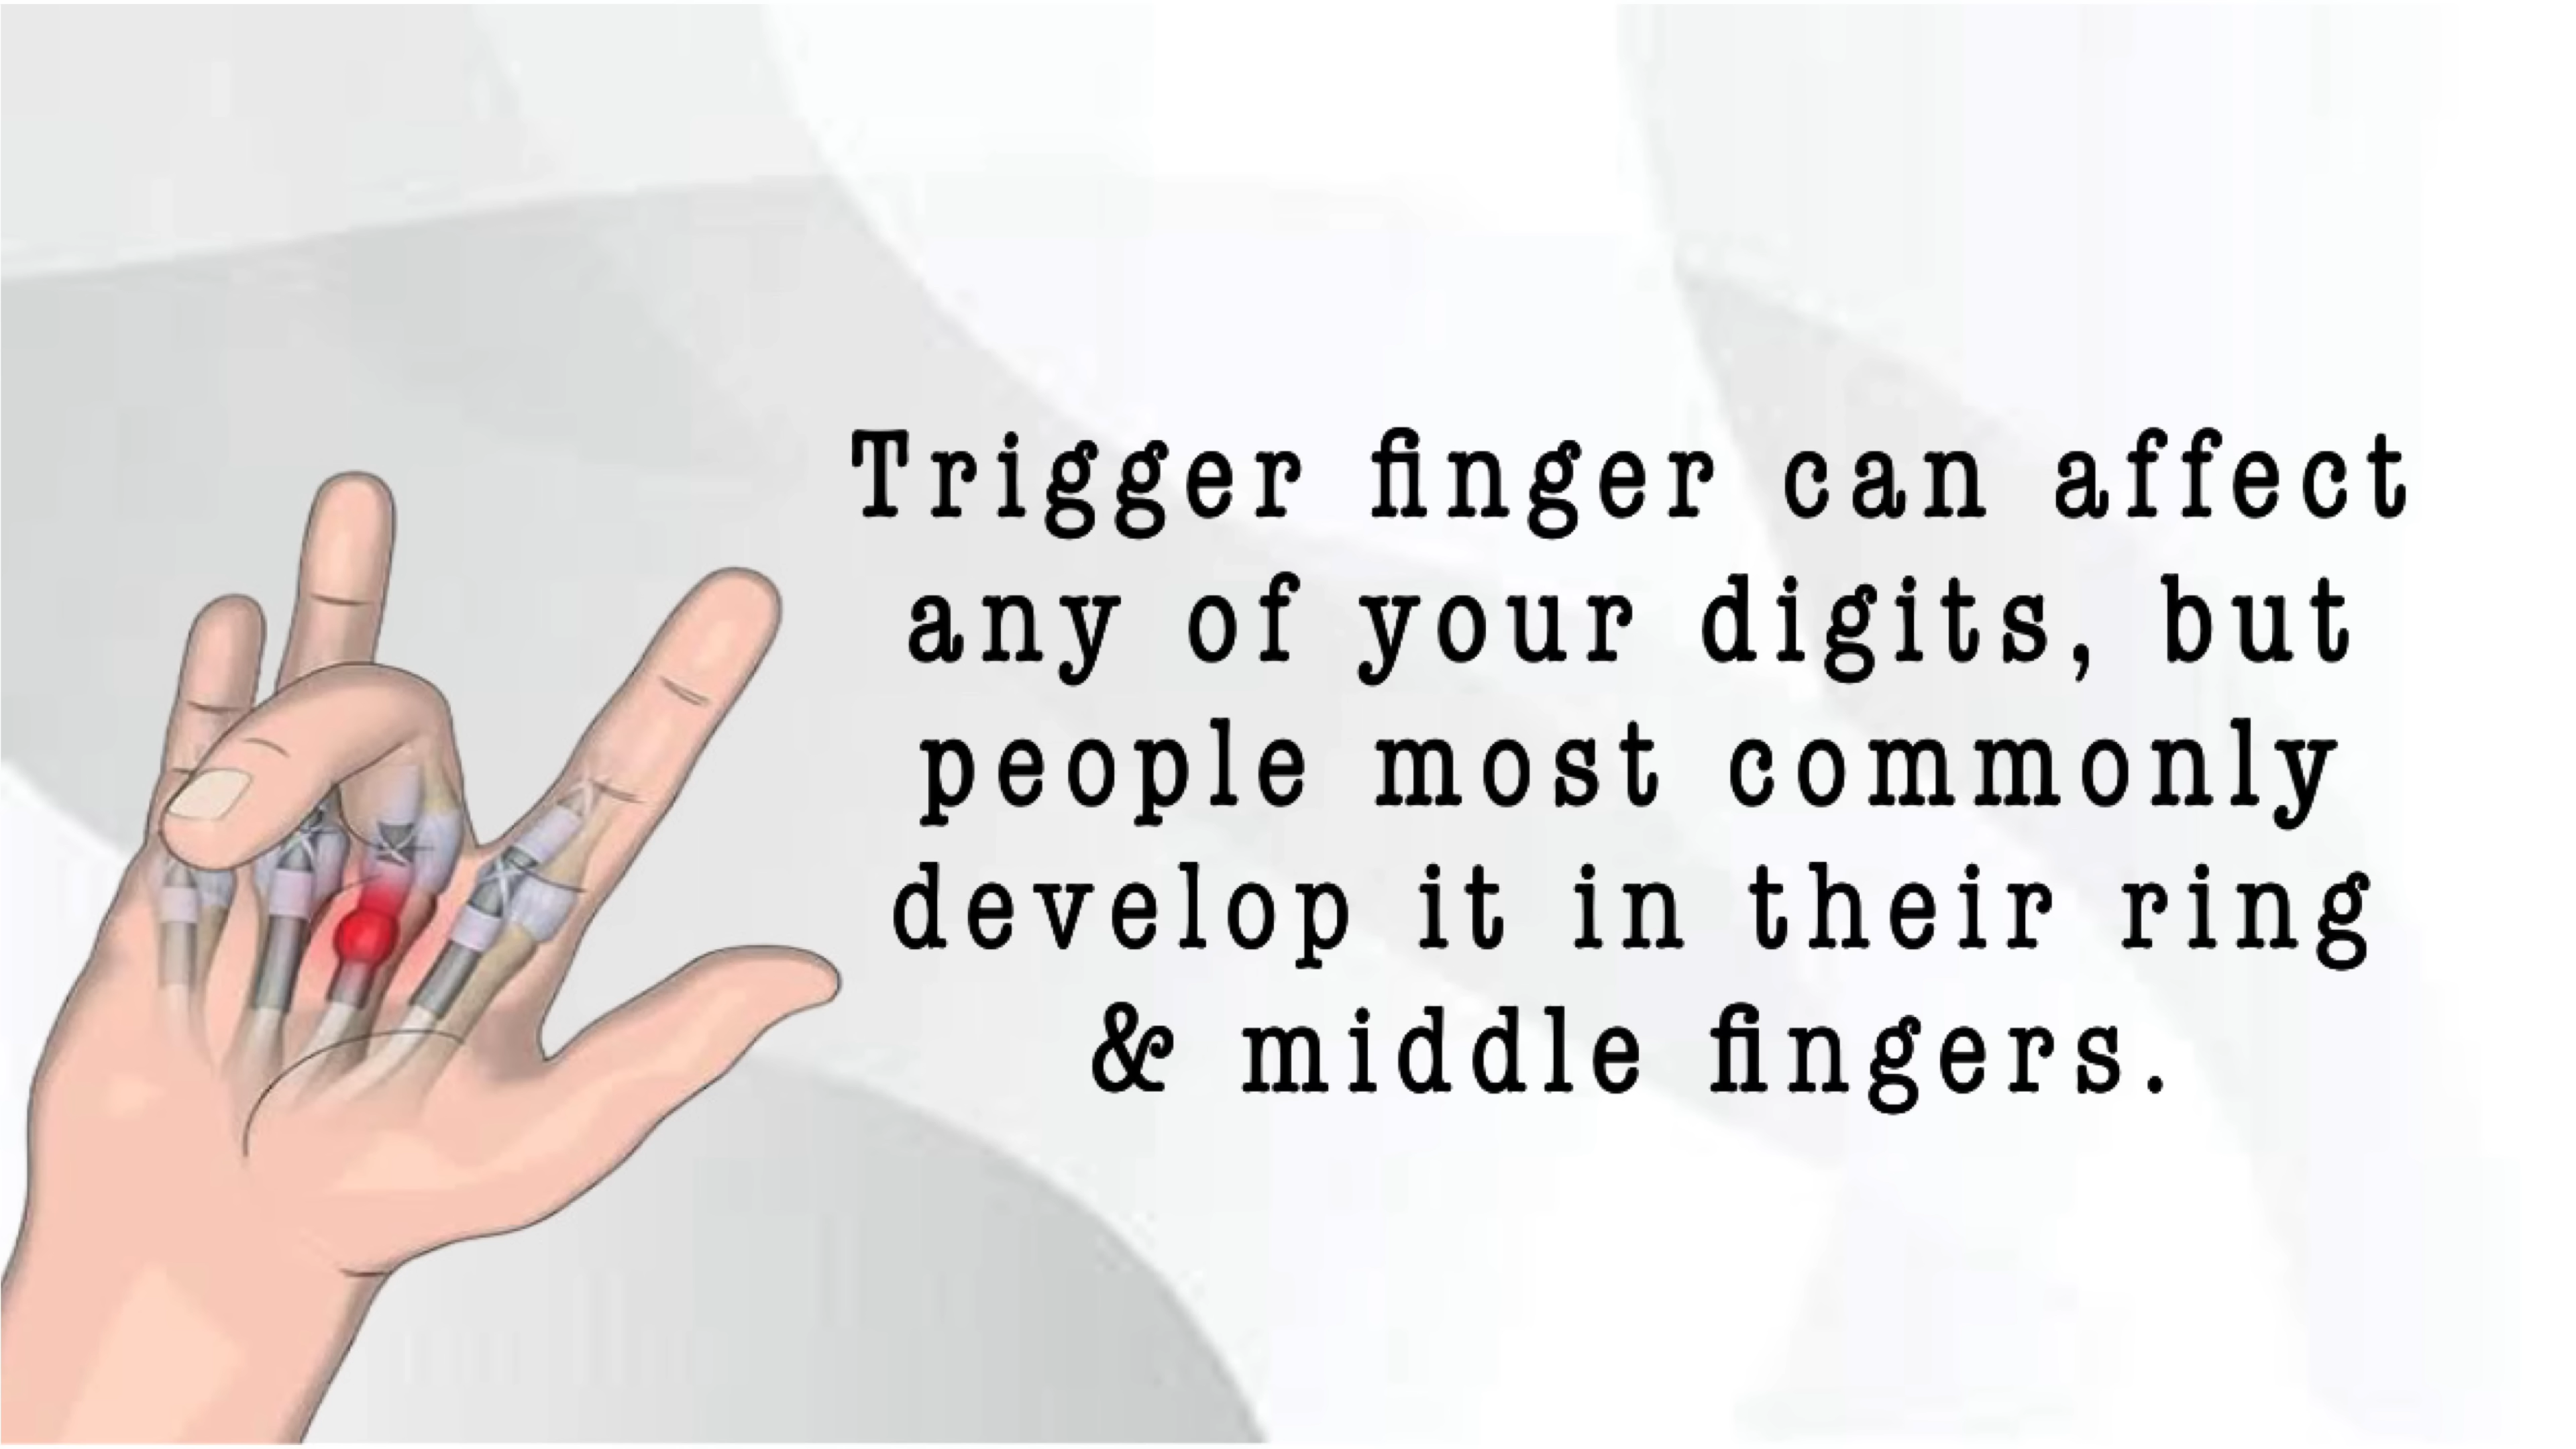 Trigger finger can affect
any of your digits, but
people most commonly
develop it in their ring
& middle fingers.